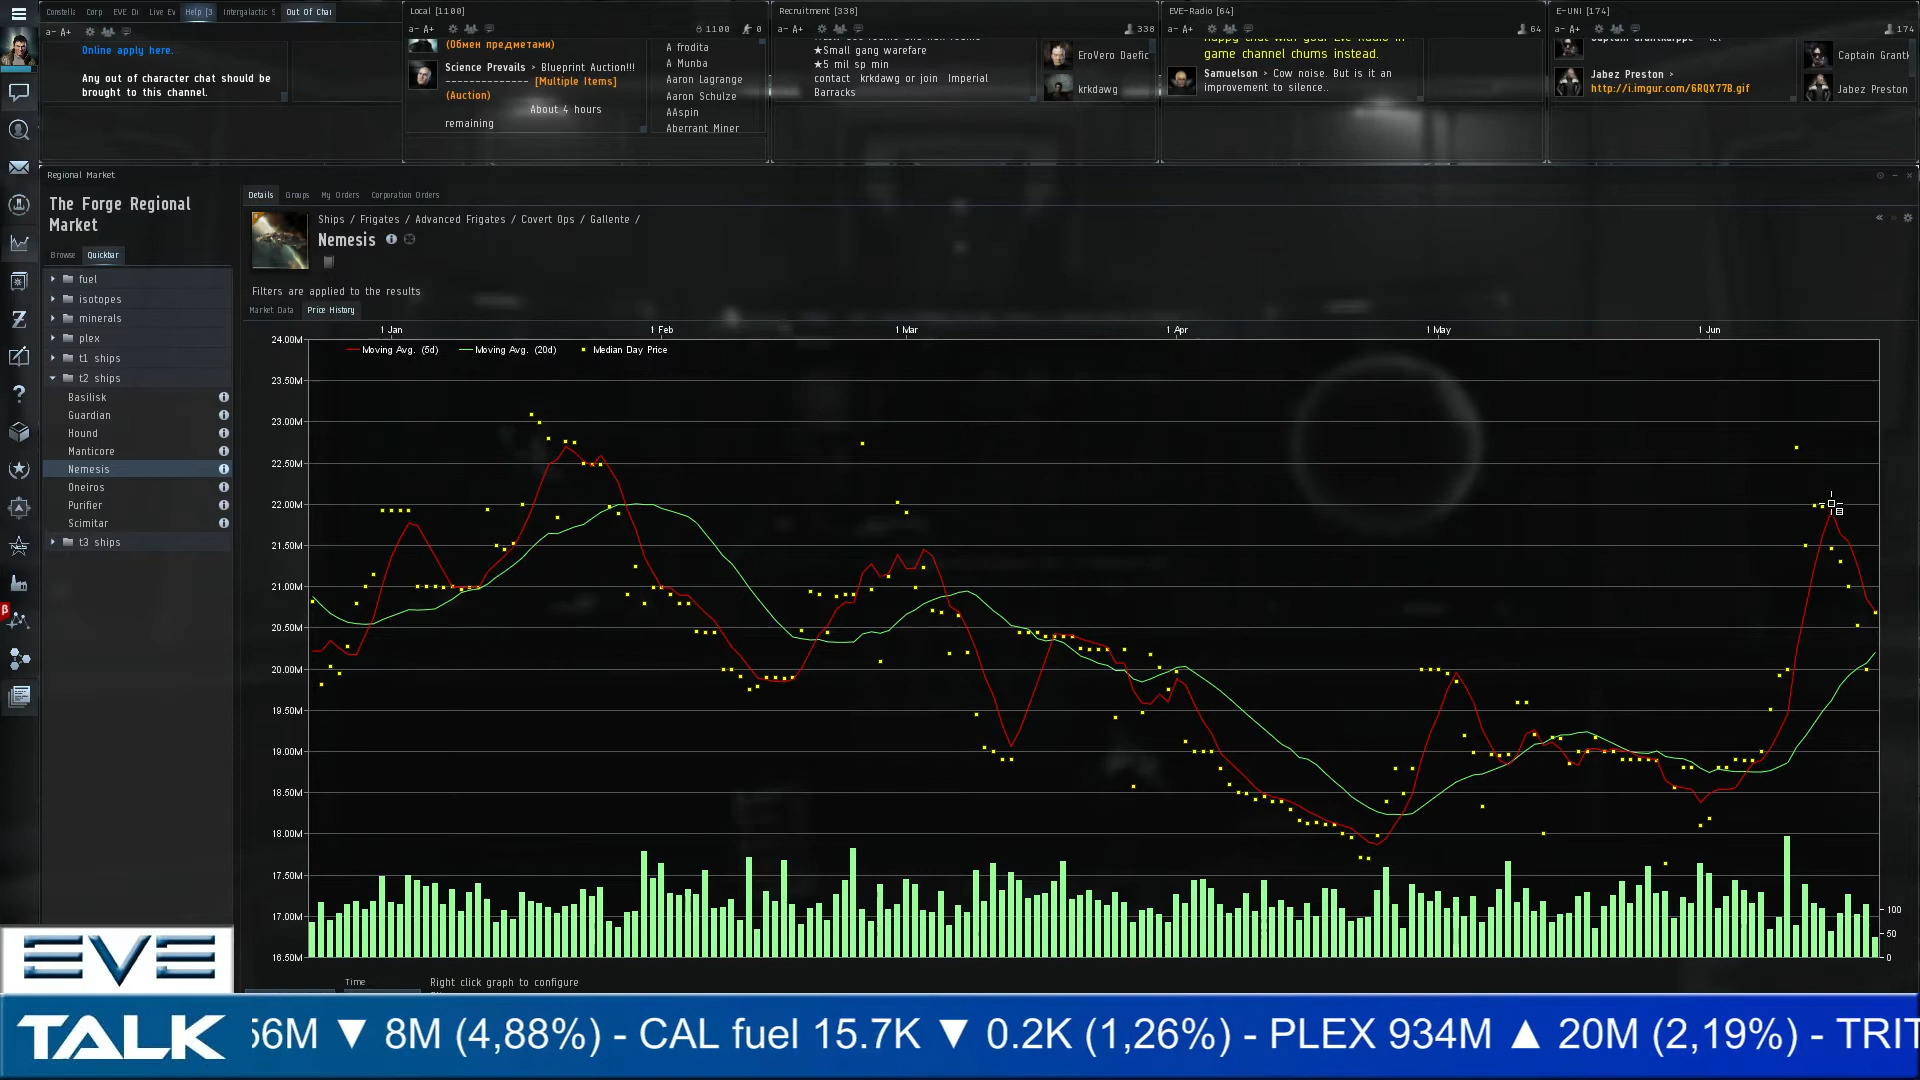 Constella
Corp
EVE Di
Live Ev
Help [3
Intergalactic S
Out Of Char
a- A+
Online apply here.
Any out of character chat should be
brought to this channel.
Local [1100]
a- A+
1100
0
(Обмен предметами)
Science Prevails > Blueprint Auction!!!
-------------- [Multiple Items]
(Auction)
About 4 hours
remaining
A frodita
A Munba
Aaron Lagrange
Aaron Schulze
AAspin
Aberrant Miner
Recruitment [338]
a- A+
338
★Small gang warefare
★5 mil sp min
contact krkdawg or join Imperial
Barracks
EroVero Daefic
krkdawg
EVE-Radio [64]
a- A+
64
happy chat with your Eve Radio in
game channel chums instead.
Samuelson > Cow noise. But is it an
improvement to silence..
E-UNI [174]
a- A+
174
Jabez Preston >
http://i.imgur.com/6RQX77B.gif
Captain Grantk
Jabez Preston
Regional Market
The Forge Regional
Market
Browse
Quickbar
fuel
isotopes
minerals
plex
t1 ships
t2 ships
Basilisk
Guardian
Hound
Manticore
Nemesis
Oneiros
Purifier
Scimitar
t3 ships
β
Details
Groups
My Orders
Corporation Orders
Ships / Frigates / Advanced Frigates / Covert Ops / Gallente /
Nemesis
Filters are applied to the results
Market Data
Price History
1 Jan
1 Feb
1 Mar
1 Apr
1 May
1 Jun
Moving Avg. (5d)
Moving Avg. (20d)
Median Day Price
24.00M
23.50M
23.00M
22.50M
22.00M
21.50M
21.00M
20.50M
20.00M
19.50M
19.00M
18.50M
18.00M
17.50M
17.00M
16.50M
100
50
0
Time
Right click graph to configure
EVE
TALK
56M ▼ 8M (4,88%) - CAL fuel 15.7K ▼ 0.2K (1,26%) - PLEX 934M ▲ 20M (2,19%) - TRIT